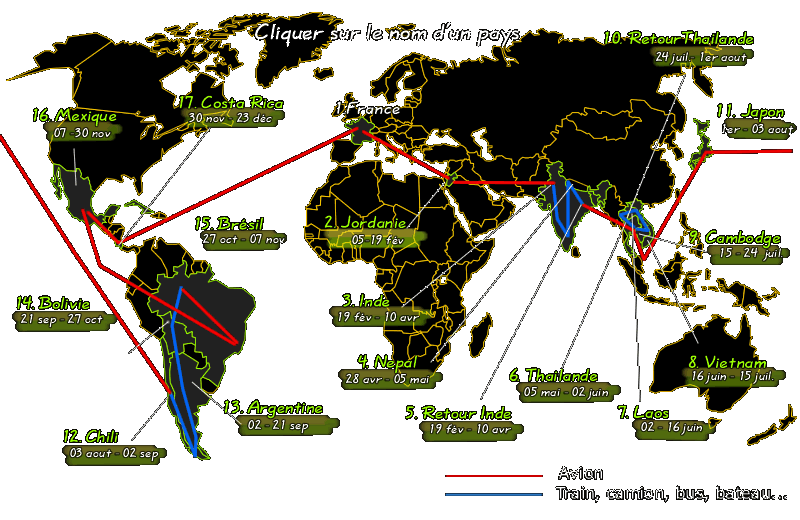 Cliquer sur le nom d'un pays
10. Retour Thaïlande
24 juil.- 1er aout
17. Costa Rica
30 nov - 23 déc
16. Mexique
07 -30 nov
1. France
11. Japon
1er - 03 aout
15. Brésil
27 oct - 07 nov
2. Jordanie
05-19 fév
9. Cambodge
15 - 24 juil.
14. Bolivie
21 sep - 27 oct
3. Inde
19 fév - 10 avr
4. Népal
28 avr - 05 mai
6. Thaïlande
05 mai - 02 juin
8. Vietnam
16 juin - 15 juil.
13. Argentine
02 - 21 sep
5. Retour Inde
19 fév - 10 avr
7. Laos
02 - 16 juin
12. Chili
03 aout - 02 sep
Avion
Train, camion, bus, bateau...